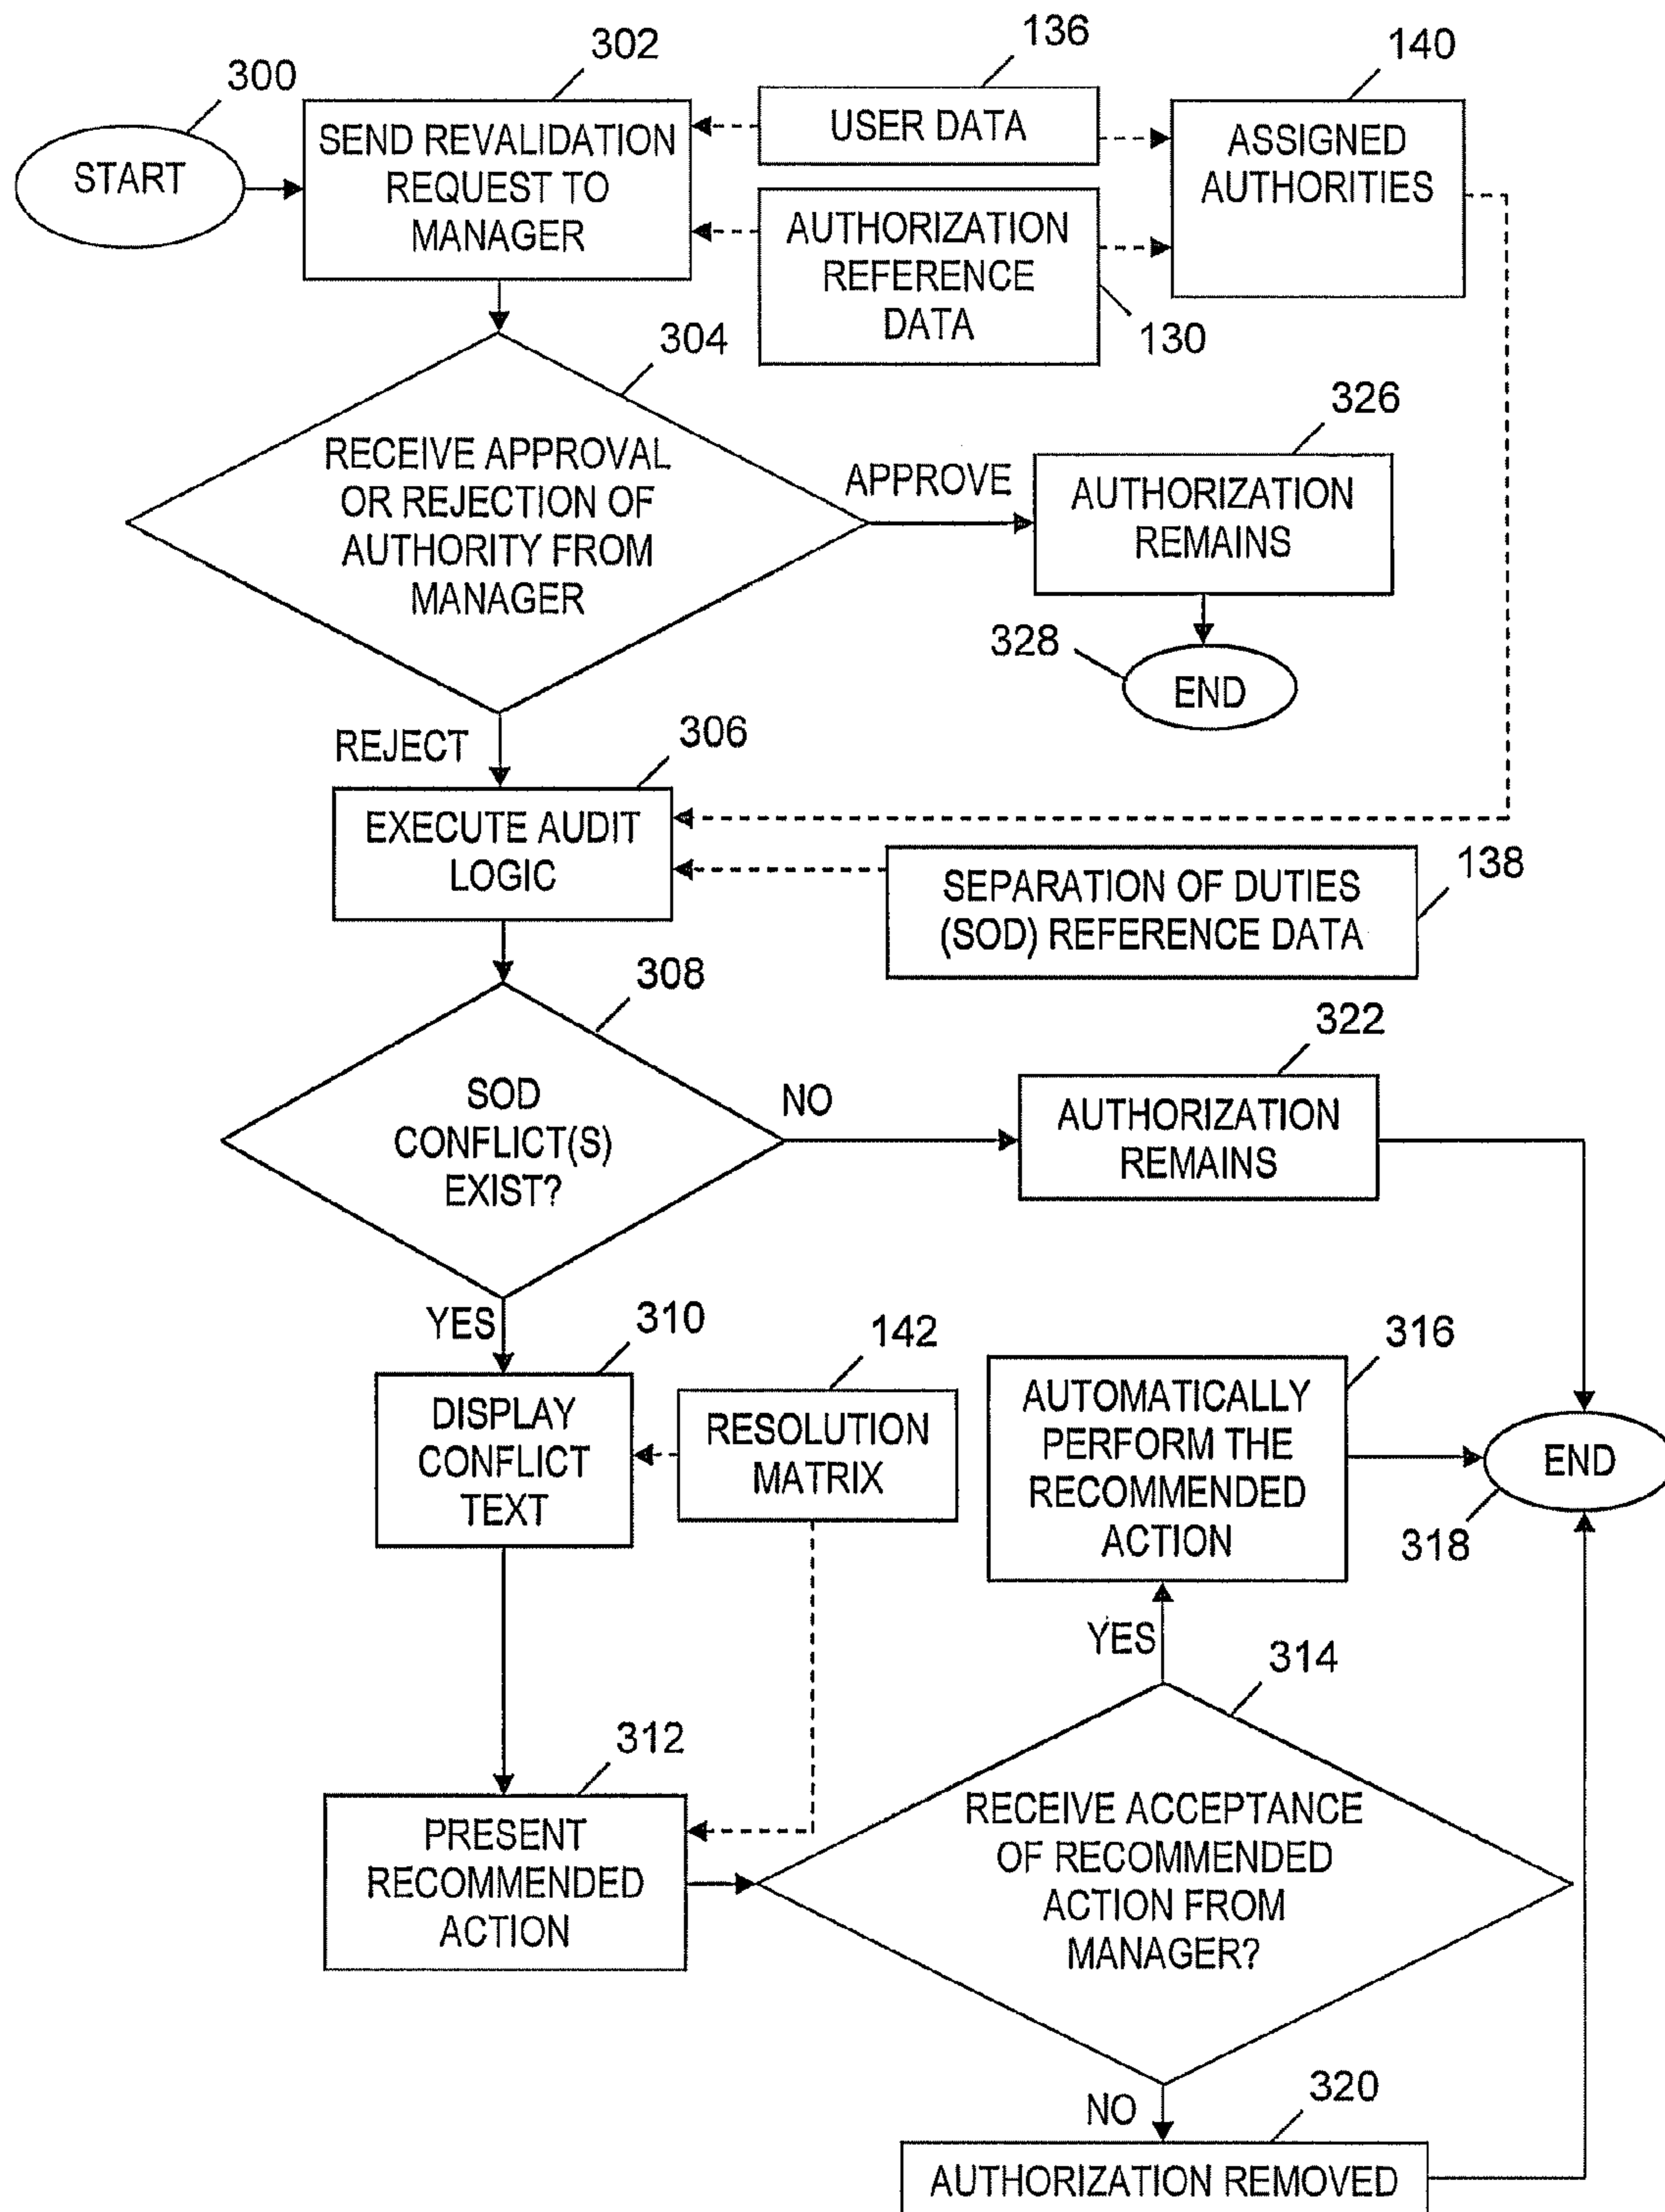 302
136
140
300
START
SEND REVALIDATION
REQUEST TO
MANAGER
USER DATA
ASSIGNED
AUTHORITIES
AUTHORIZATION
REFERENCE
DATA
130
304
RECEIVE APPROVAL
OR REJECTION OF
AUTHORITY FROM
MANAGER
APPROVE
326
AUTHORIZATION
REMAINS
328
END
REJECT
306
EXECUTE AUDIT
LOGIC
138
SEPARATION OF DUTIES
(SOD) REFERENCE DATA
308
SOD
CONFLICT(S)
EXIST?
NO
322
AUTHORIZATION
REMAINS
YES
310
DISPLAY
CONFLICT
TEXT
142
RESOLUTION
MATRIX
316
AUTOMATICALLY
PERFORM THE
RECOMMENDED
ACTION
END
318
YES
314
312
PRESENT
RECOMMENDED
ACTION
RECEIVE ACCEPTANCE
OF RECOMMENDED
ACTION FROM
MANAGER?
NO
320
AUTHORIZATION REMOVED